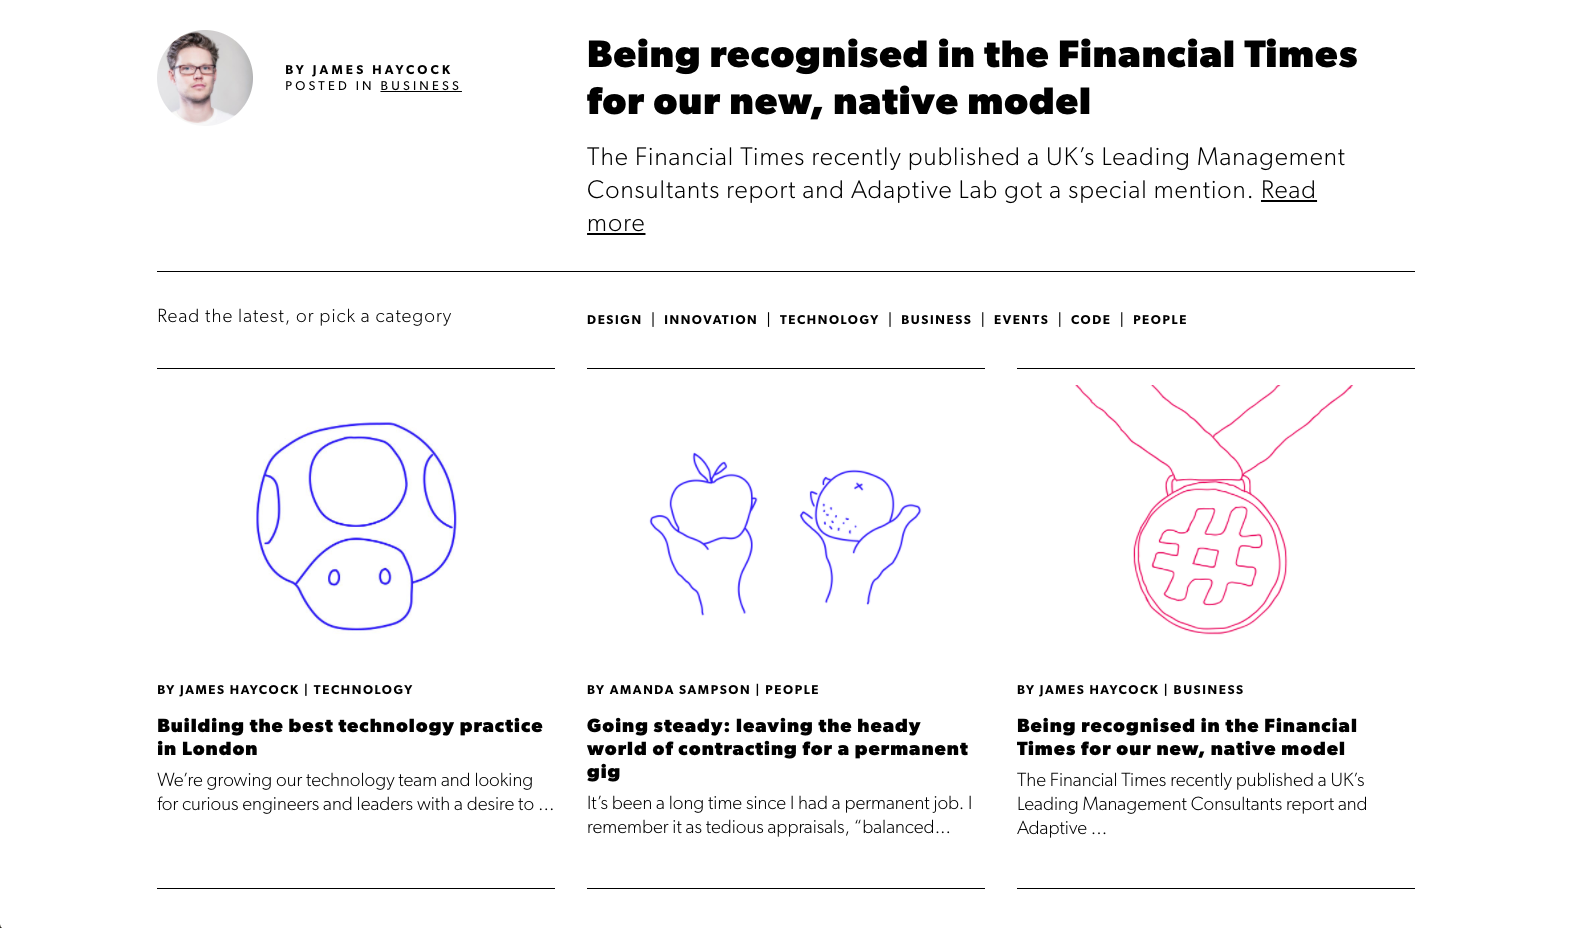 BY JAMES HAYCOCK
POSTED IN BUSINESS
Being recognised in the Financial Times
for our new, native model
The Financial Times recently published a UK’s Leading Management
Consultants report and Adaptive Lab got a special mention. Read
more
Read the latest, or pick a category
DESIGN | INNOVATION | TECHNOLOGY | BUSINESS | EVENTS | CODE | PEOPLE
#
BY JAMES HAYCOCK | TECHNOLOGY
Building the best technology practice
in London
We’re growing our technology team and looking
for curious engineers and leaders with a desire to …
BY AMANDA SAMPSON | PEOPLE
Going steady: leaving the heady
world of contracting for a permanent
gig
It’s been a long time since I had a permanent job. I
remember it as tedious appraisals, “balanced…
BY JAMES HAYCOCK | BUSINESS
Being recognised in the Financial
Times for our new, native model
The Financial Times recently published a UK’s
Leading Management Consultants report and
Adaptive …